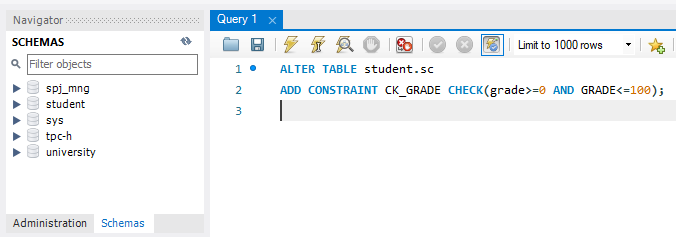 Navigator
SCHEMAS
Filter objects
spj_mng
student
sys
tpc-h
university
Administration Schemas
Query 1
Limit to 1000 rows
1 ALTER TABLE student.sc
2 ADD CONSTRAINT CK_GRADE CHECK(grade>=0 AND GRADE<=100);
3